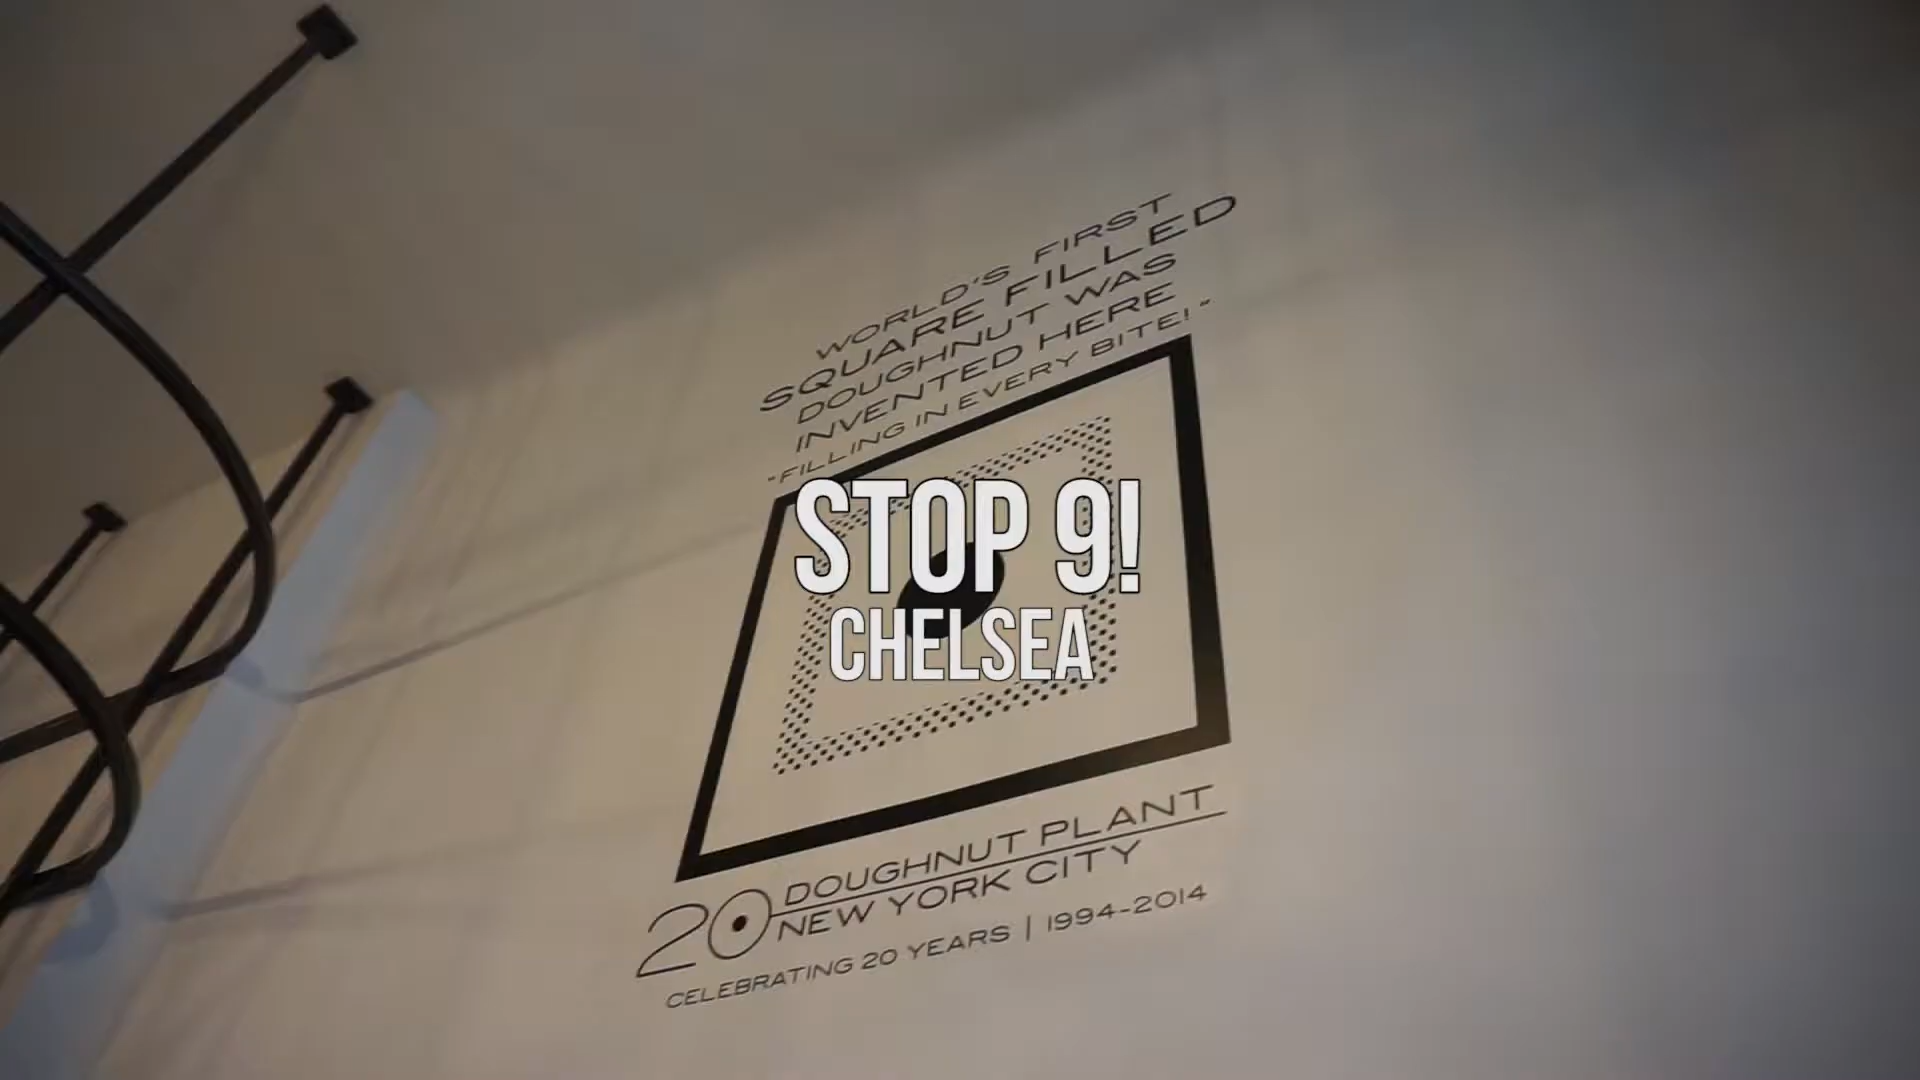 WORLD'S FIRST
SQUARE FILLED
DOUGHNUT WAS
INVENTED HERE
"FILLING IN EVERY BITE!"
STOP 9!
CHELSEA
20 DOUGHNUT PLANT
NEW YORK CITY
CELEBRATING 20 YEARS | 1994-2014